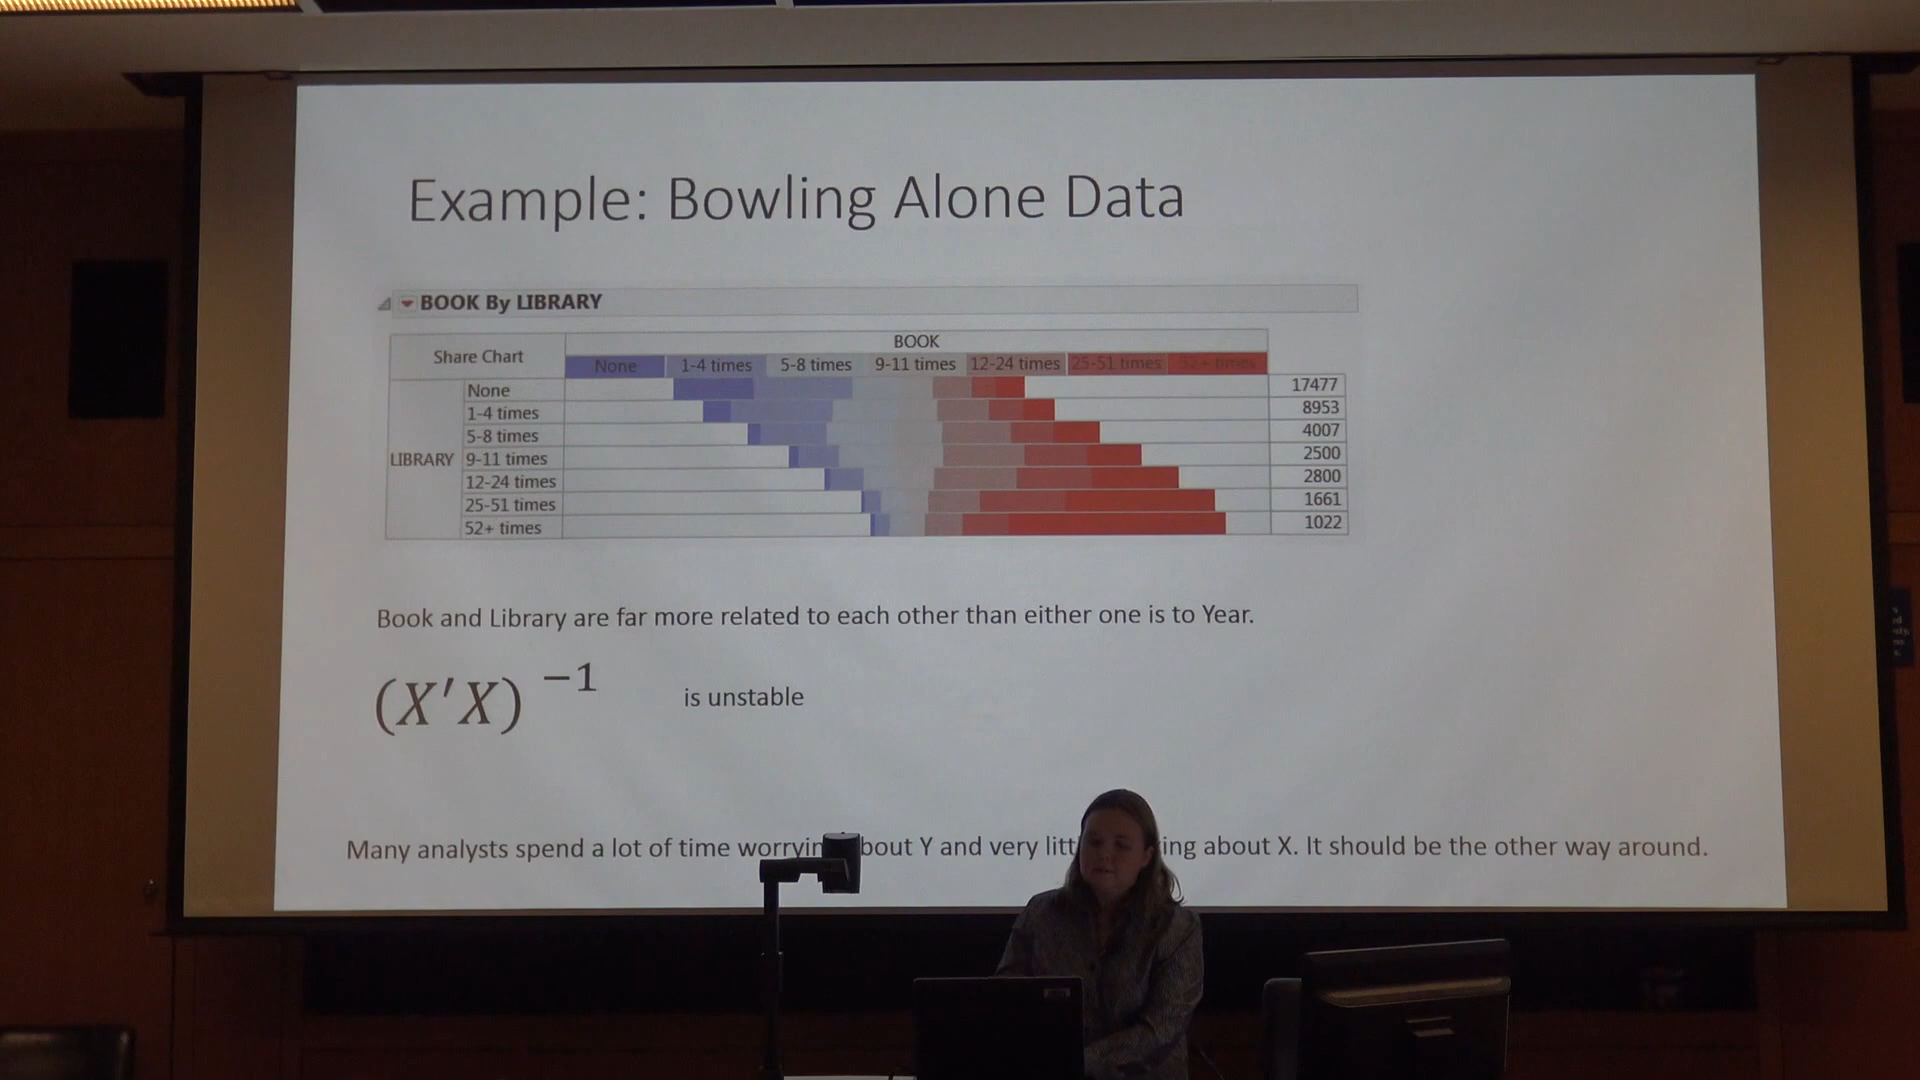 Example: Bowling Alone Data
BOOK By LIBRARY
Share Chart
BOOK
None 1-4 times 5-8 times 9-11 times 12-24 times 25-51 times 52+ times
LIBRARY
None 17477
1-4 times 8953
5-8 times 4007
9-11 times 2500
12-24 times 2800
25-51 times 1661
52+ times 1022
Book and Library are far more related to each other than either one is to Year.
(X′X) −1 is unstable
Many analysts spend a lot of time bout Y and very about X. It should be the other way around.